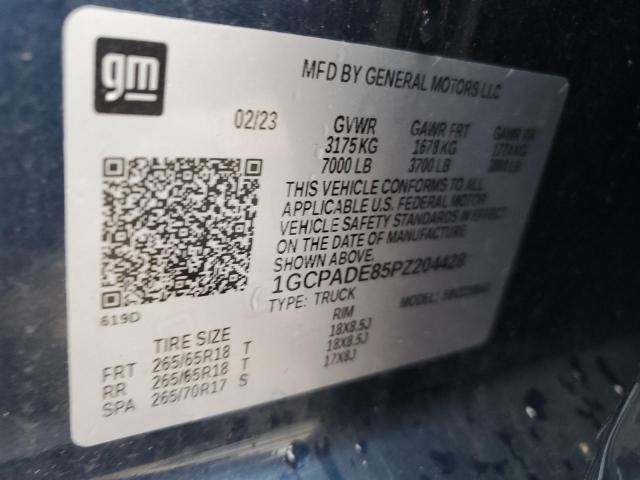 gm
MFD BY GENERAL MOTORS LLC
02/23 GVWR GAWR FRT GAWR RR
3175 KG 1678 KG
7000 LB 3700 LB
THIS VEHICLE CONFORMS TO ALL
APPLICABLE U.S. FEDERAL MOTOR
VEHICLE SAFETY STANDARDS IN EFFECT
ON THE DATE OF MANUFACTURE
SHOWN ABOVE.
1GCPADE85PZ204428
TYPE: TRUCK MODEL:
619D
TIRE SIZE RIM
FRT 265/65R18 T 18X8.5J
RR 265/65R18 T 18X8.5J
SPA 265/70R17 S 17X8J